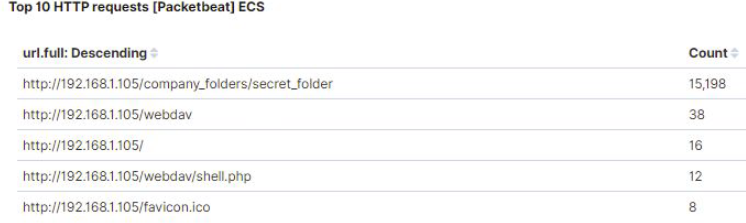 Top 10 HTTP requests [Packetbeat] ECS
url.full: Descending Count
http://192.168.1.105/company_folders/secret_folder 15,198
http://192.168.1.105/webdav 38
http://192.168.1.105/ 16
http://192.168.1.105/webdav/shell.php 12
http://192.168.1.105/favicon.ico 8